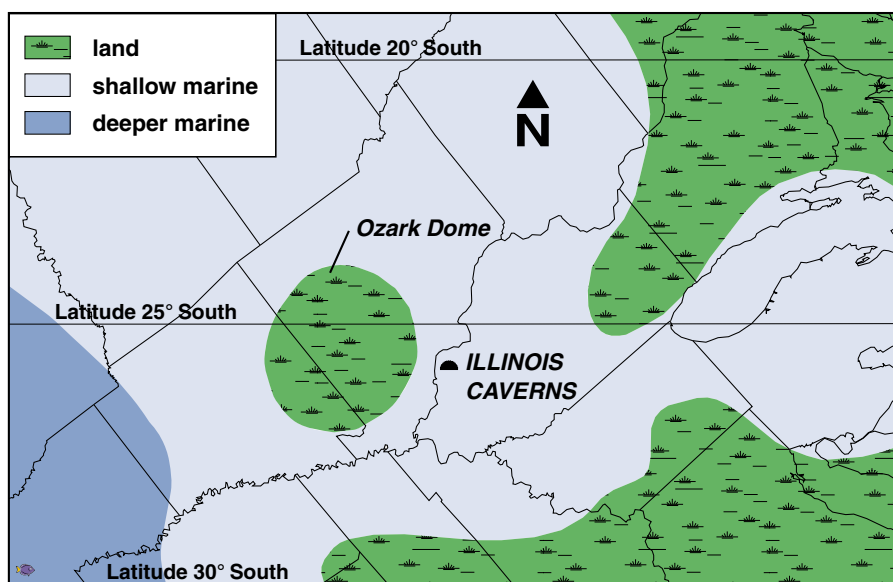 land
shallow marine
deeper marine
Latitude 20° South
N
Ozark Dome
Latitude 25° South
ILLINOIS
CAVERNS
Latitude 30° South